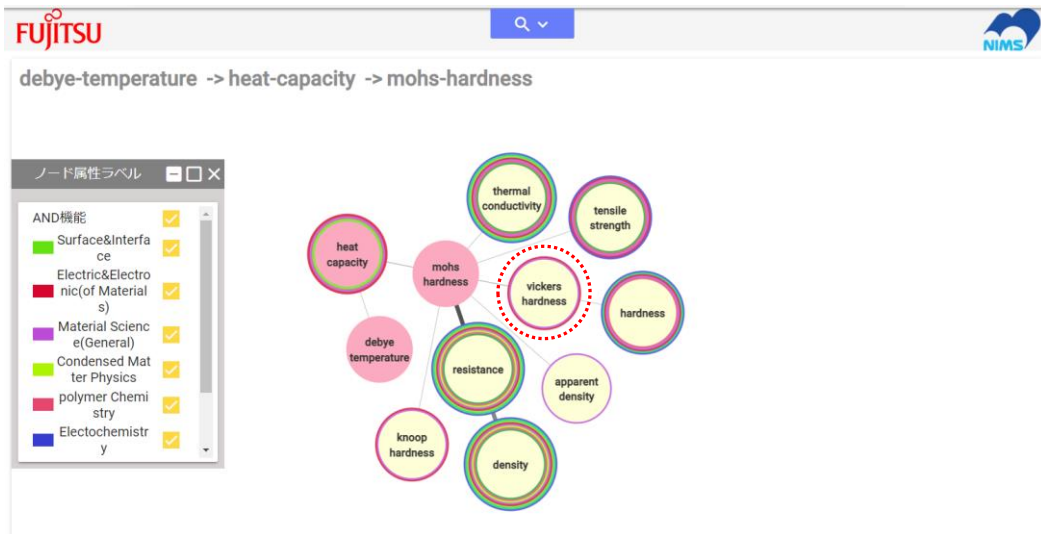 FUJITSU
NIMS
debye-temperature -> heat-capacity -> mohs-hardness
ノード属性ラベル
AND機能
Surface&Interfa
ce
Electric&Electro
nic(of Material
s)
Material Scienc
e(General)
Condensed Mat
ter Physics
polymer Chemi
stry
Electochemistr
y
thermal
conductivity
tensile
strength
heat
capacity
mohs
hardness
vickers
hardness
hardness
debye
temperature
resistance
apparent
density
knoop
hardness
density